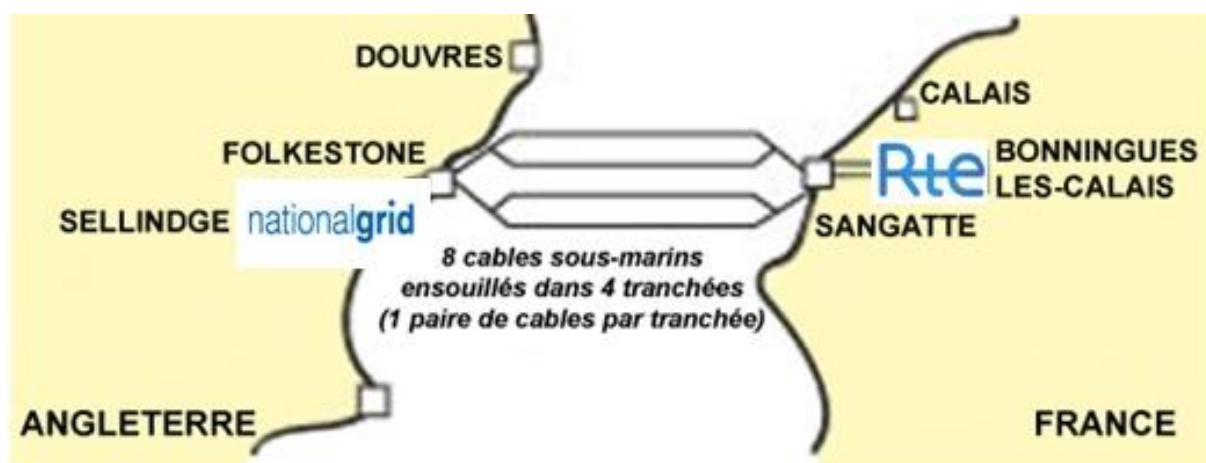 DOUVRES
CALAIS
FOLKESTONE
Rte
BONNINGUES
LES-CALAIS
SELLINDGE
nationalgrid
SANGATTE
8 cables sous-marins
ensouillés dans 4 tranchées
(1 paire de cables par tranchée)
ANGLETERRE
FRANCE